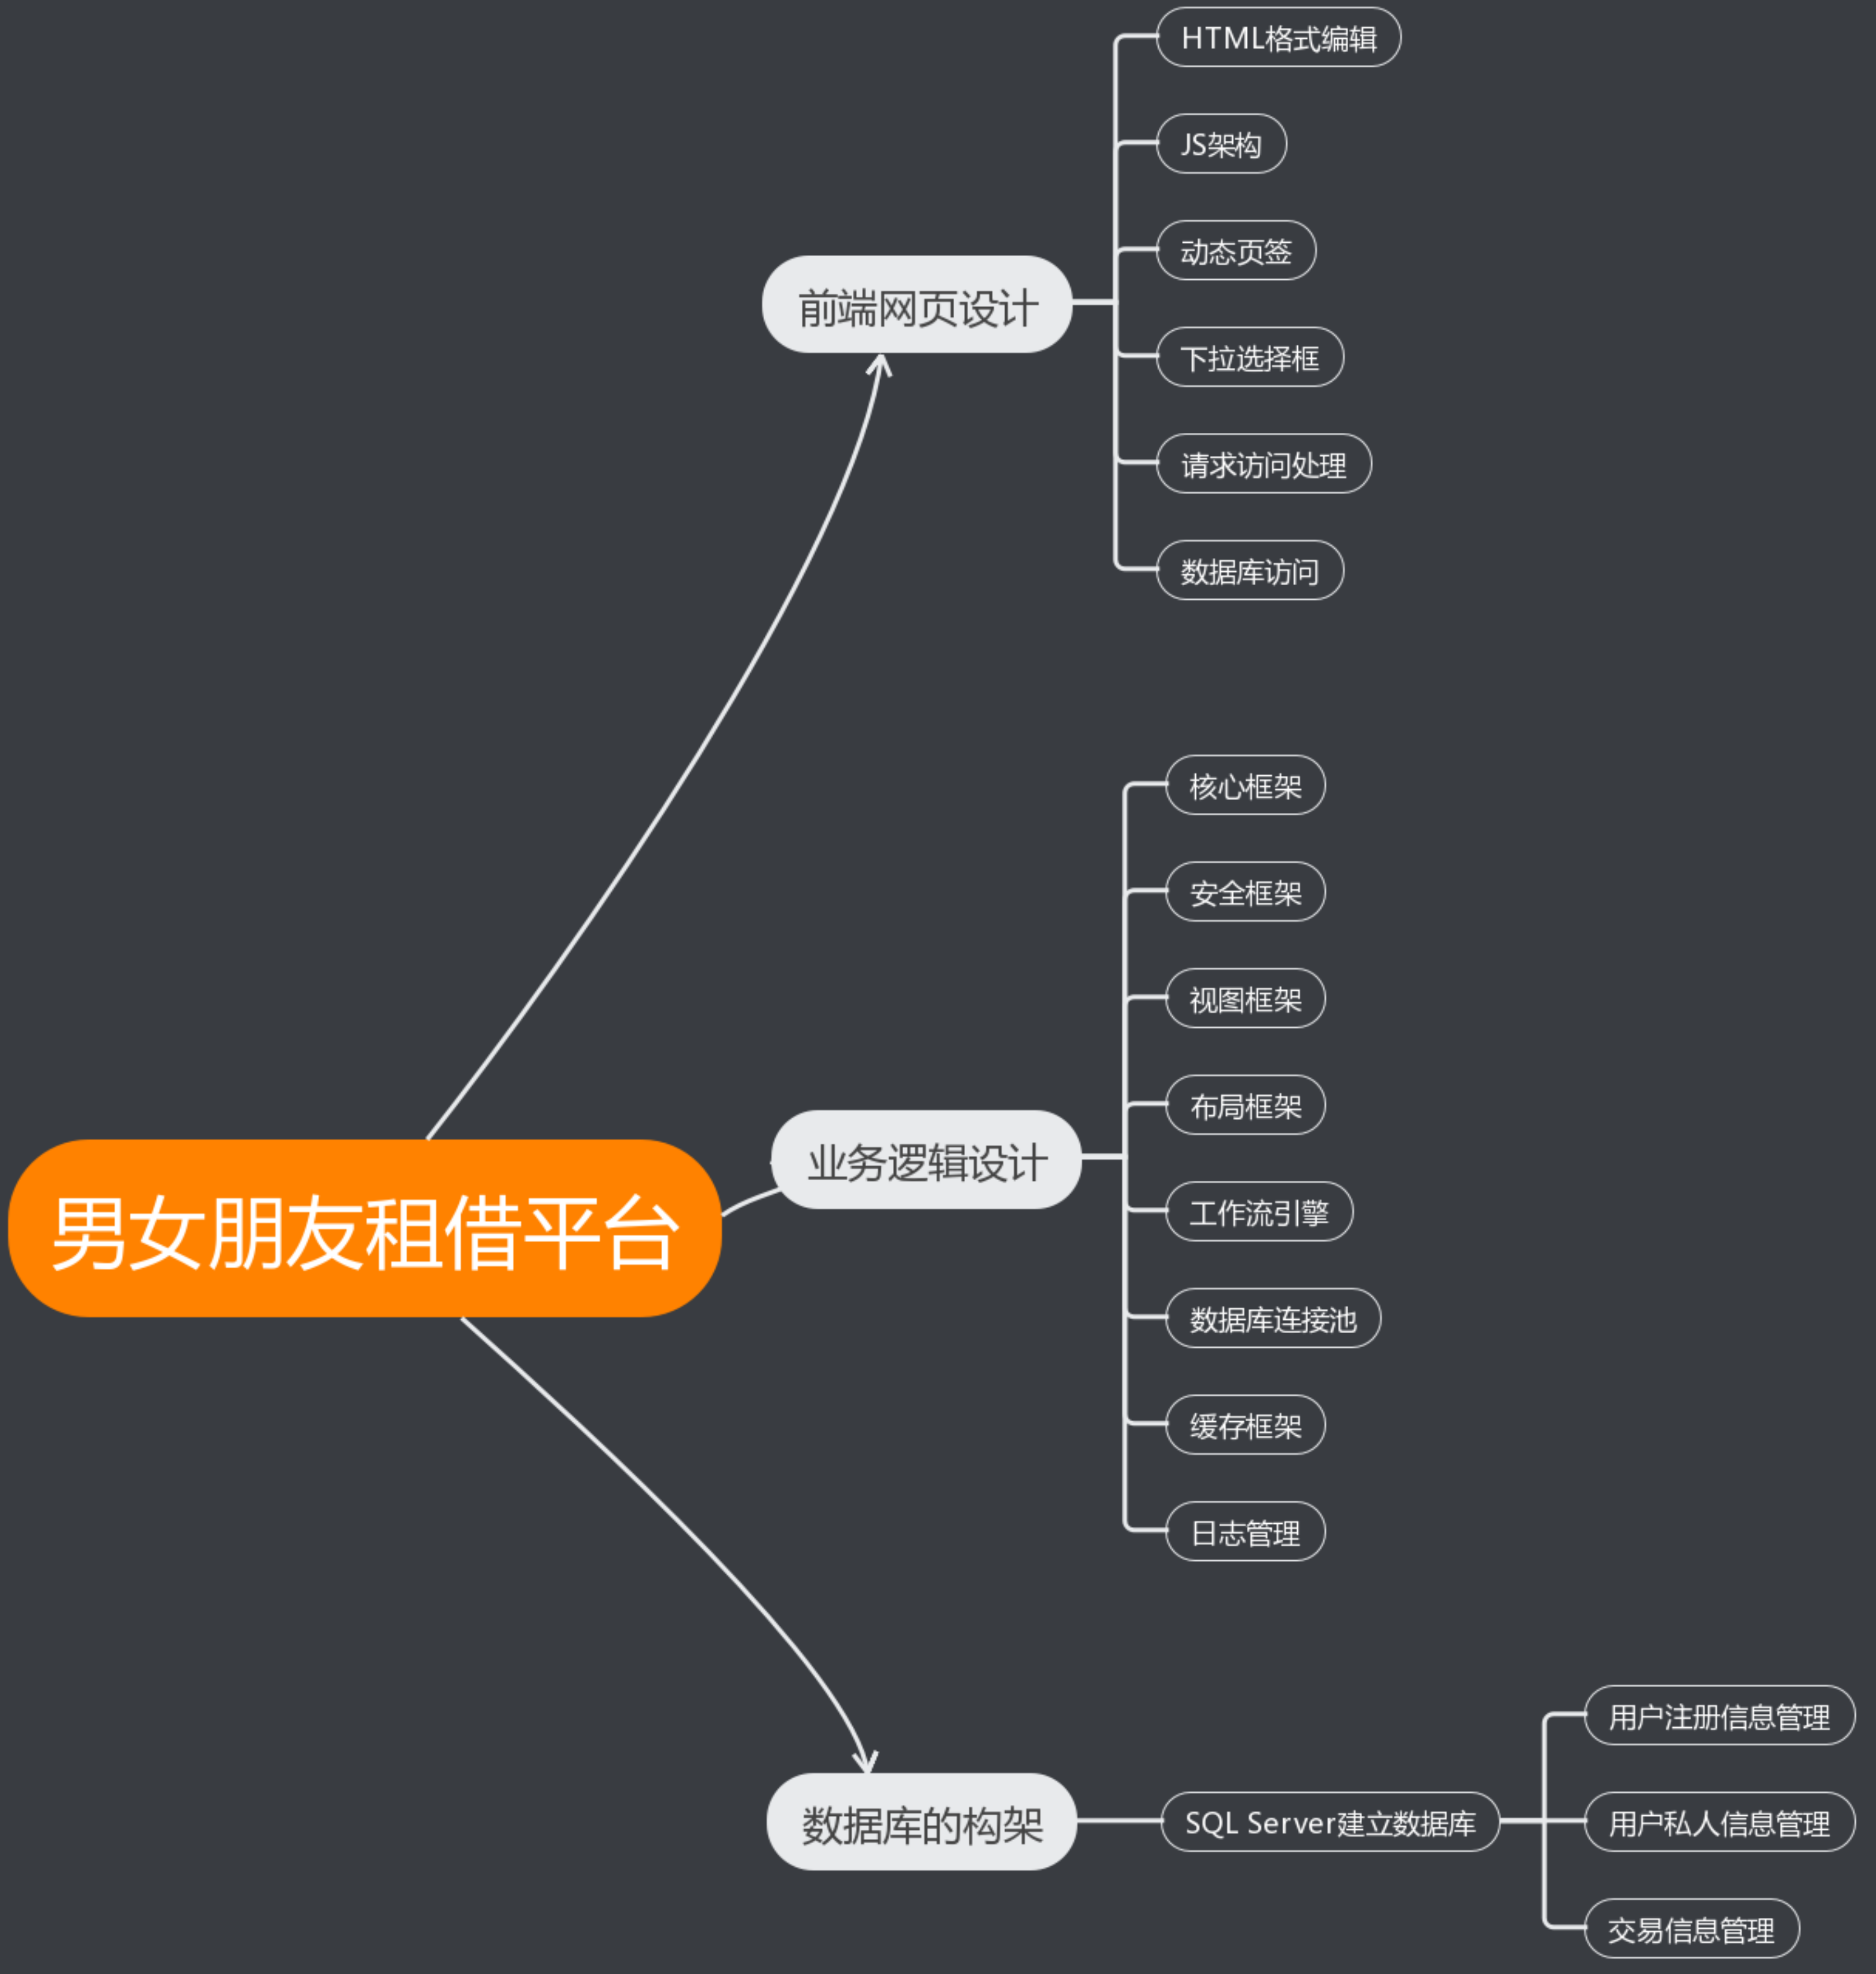 男女朋友租借平台
前端网页设计
HTML格式编辑
JS架构
动态页签
下拉选择框
请求访问处理
数据库访问
业务逻辑设计
核心框架
安全框架
视图框架
布局框架
工作流引擎
数据库连接池
缓存框架
日志管理
数据库的构架
SQL Server建立数据库
用户注册信息管理
用户私人信息管理
交易信息管理